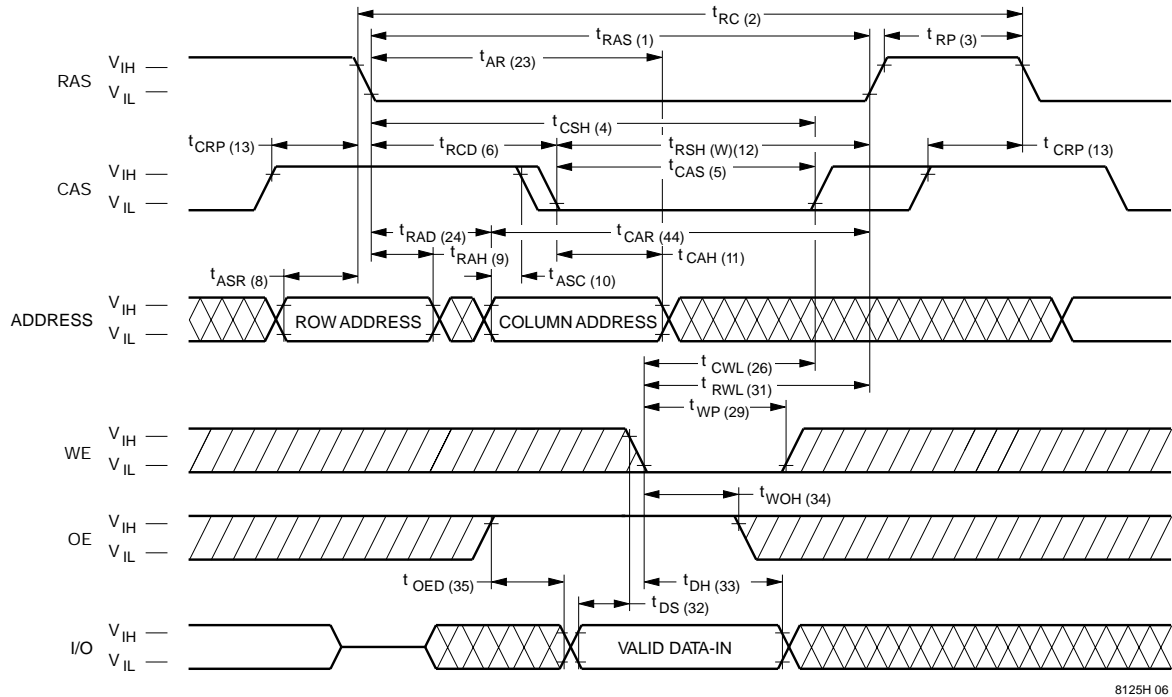 t RC (2)
t RAS (1)
t RP (3)
t AR (23)
RAS
V IH
V IL
t CSH (4)
t CRP (13)
t RCD (6)
t RSH (W)(12)
t CRP (13)
t CAS (5)
CAS
V IH
V IL
t RAD (24)
t CAR (44)
t RAH (9)
t CAH (11)
t ASR (8)
t ASC (10)
ADDRESS
V IH
V IL
ROW ADDRESS
COLUMN ADDRESS
t CWL (26)
t RWL (31)
t WP (29)
WE
V IH
V IL
t WOH (34)
OE
V IH
V IL
t OED (35)
t DH (33)
t DS (32)
I/O
V IH
V IL
VALID DATA-IN
8125H 06